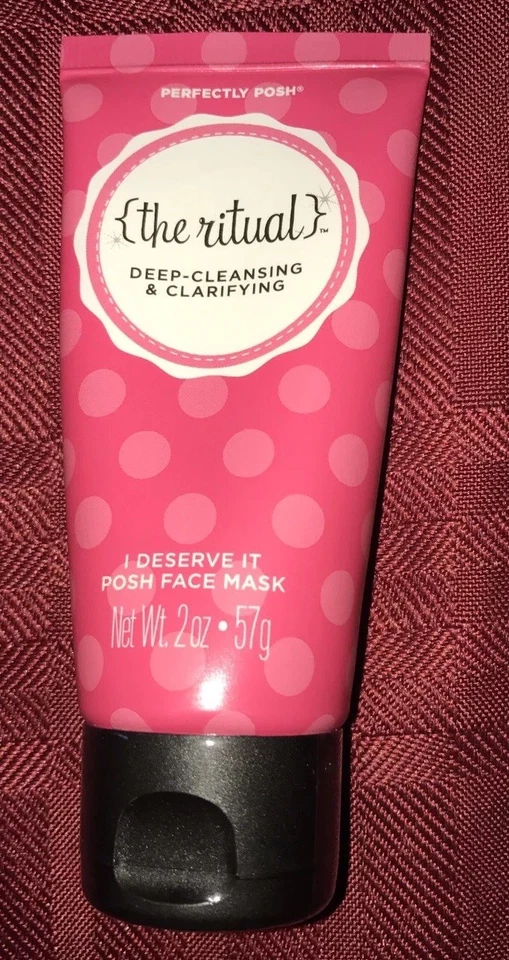 PERFECTLY POSH®
{the ritual}™
DEEP-CLEANSING
& CLARIFYING
I DESERVE IT
POSH FACE MASK
Net Wt. 2 oz • 57g